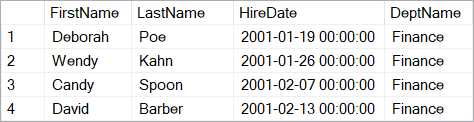 FirstName LastName HireDate DeptName
1 Deborah Poe 2001-01-19 00:00:00 Finance
2 Wendy Kahn 2001-01-26 00:00:00 Finance
3 Candy Spoon 2001-02-07 00:00:00 Finance
4 David Barber 2001-02-13 00:00:00 Finance